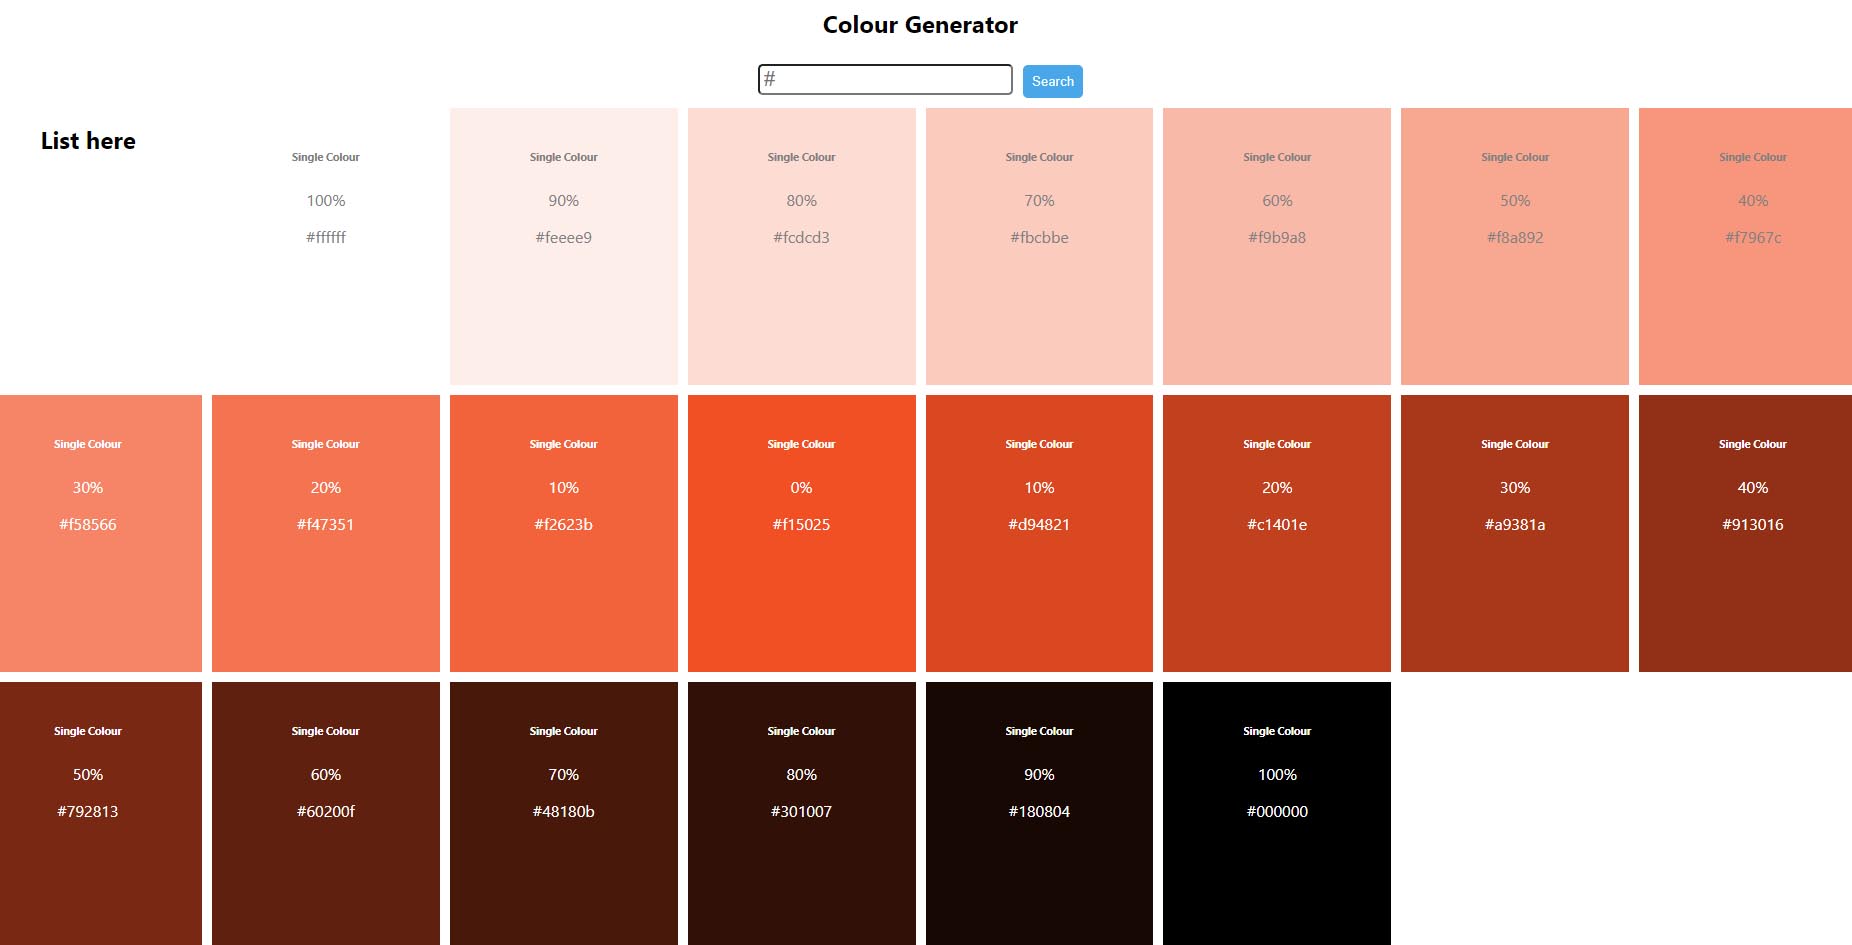 Colour Generator
#
Search
List here
Single Colour
100%
#ffffff
Single Colour
90%
#feeee9
Single Colour
80%
#fcdcd3
Single Colour
70%
#fbcbbe
Single Colour
60%
#f9b9a8
Single Colour
50%
#f8a892
Single Colour
40%
#f7967c
Single Colour
30%
#f58566
Single Colour
20%
#f47351
Single Colour
10%
#f2623b
Single Colour
0%
#f15025
Single Colour
10%
#d94821
Single Colour
20%
#c1401e
Single Colour
30%
#a9381a
Single Colour
40%
#913016
Single Colour
50%
#792813
Single Colour
60%
#60200f
Single Colour
70%
#48180b
Single Colour
80%
#301007
Single Colour
90%
#180804
Single Colour
100%
#000000